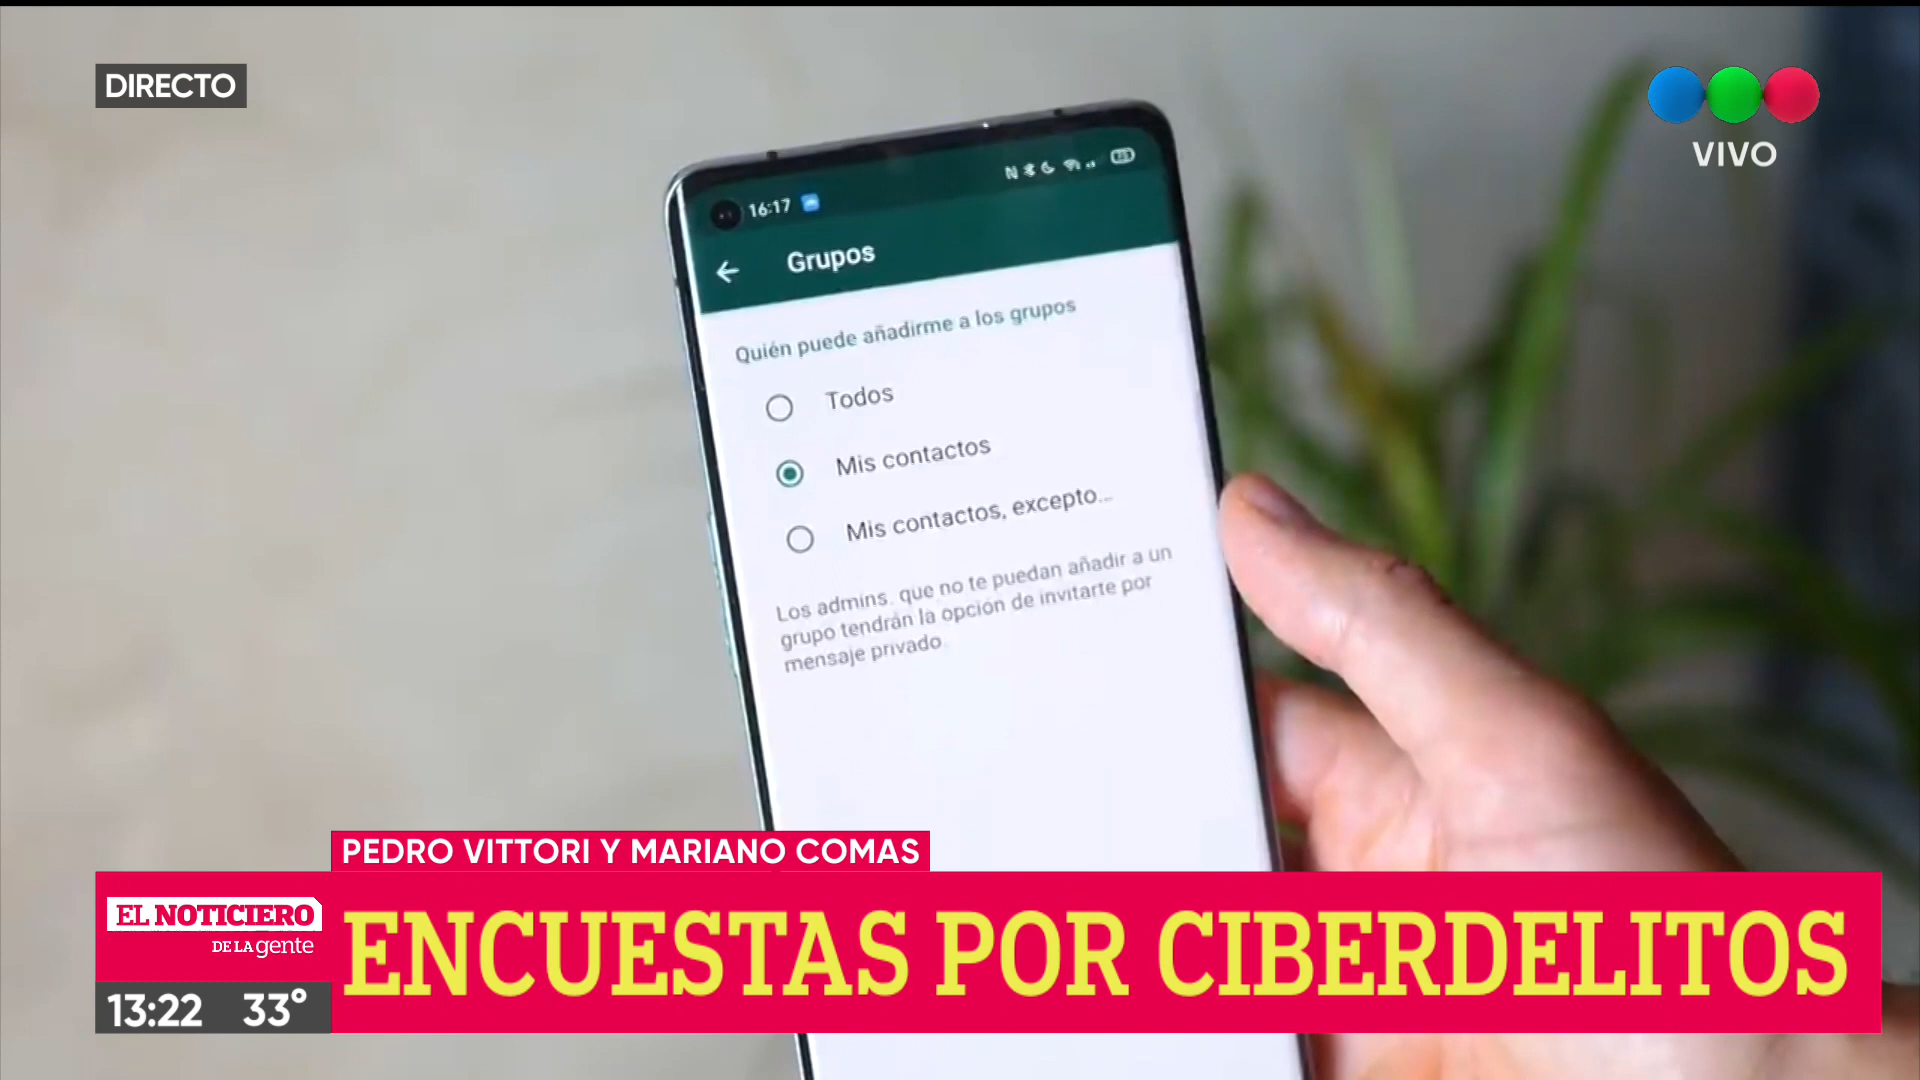 DIRECTO
VIVO
16:17
Grupos
Quién puede añadirme a los grupos
Todos
Mis contactos
Mis contactos, excepto...
Los admins. que no te puedan añadir a un
grupo tendrán la opción de invitarte por
mensaje privado.
PEDRO VITTORI Y MARIANO COMAS
EL NOTICIERO
DE LA gente
ENCUESTAS POR CIBERDELITOS
13:22 33°